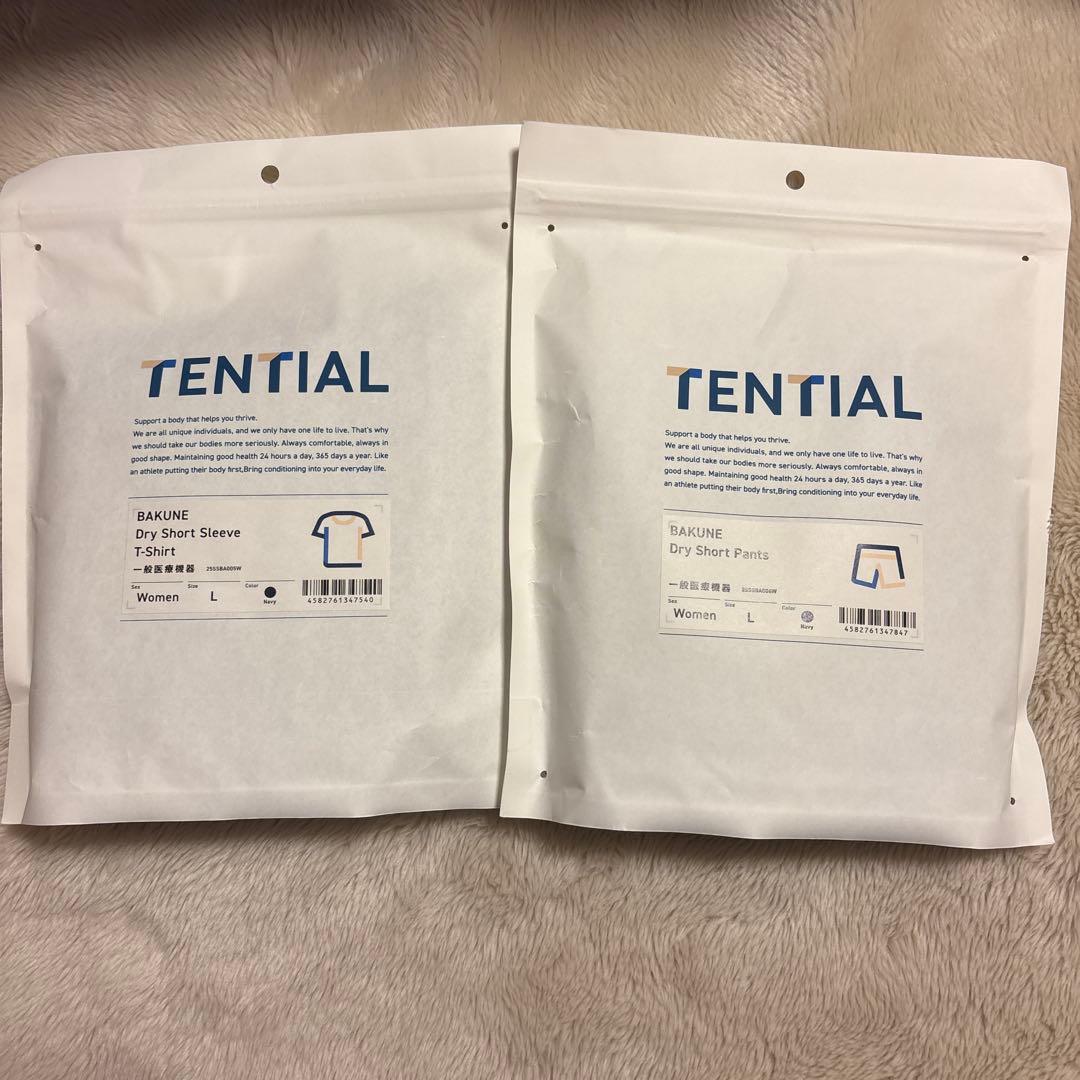 TENTIAL
Support a body that helps you thrive.
We are all unique individuals, and we only have one life to live. That's why
we should take our bodies more seriously. Always comfortable, always in
good shape. Maintaining good health 24 hours a day, 365 days a year. Like
an athlete putting their body first,Bring conditioning into your everyday life.
BAKUNE
Dry Short Sleeve
T-Shirt
一般医療機器 25SSBA005W
Sex Size Color
Women L Navy
4582761347540
TENTIAL
Support a body that helps you thrive.
We are all unique individuals, and we only have one life to live. That's why
we should take our bodies more seriously. Always comfortable, always in
good shape. Maintaining good health 24 hours a day, 365 days a year. Like
an athlete putting their body first,Bring conditioning into your everyday life.
BAKUNE
Dry Short Pants
一般医療機器 25SSBA006W
Sex Size Color
Women L Navy
4582761347847